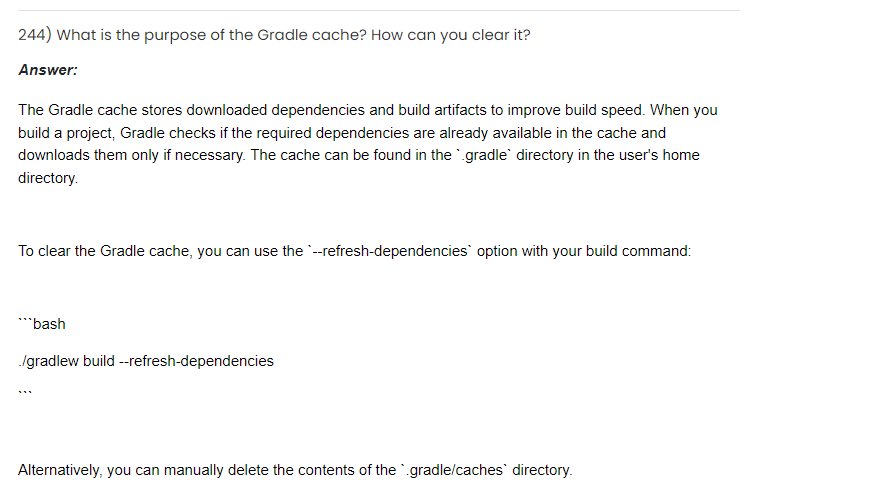 244) What is the purpose of the Gradle cache? How can you clear it?
Answer:
The Gradle cache stores downloaded dependencies and build artifacts to improve build speed. When you
build a project, Gradle checks if the required dependencies are already available in the cache and
downloads them only if necessary. The cache can be found in the `.gradle` directory in the user's home
directory.
To clear the Gradle cache, you can use the `--refresh-dependencies` option with your build command:
```bash
./gradlew build --refresh-dependencies
```
Alternatively, you can manually delete the contents of the `.gradle/caches` directory.